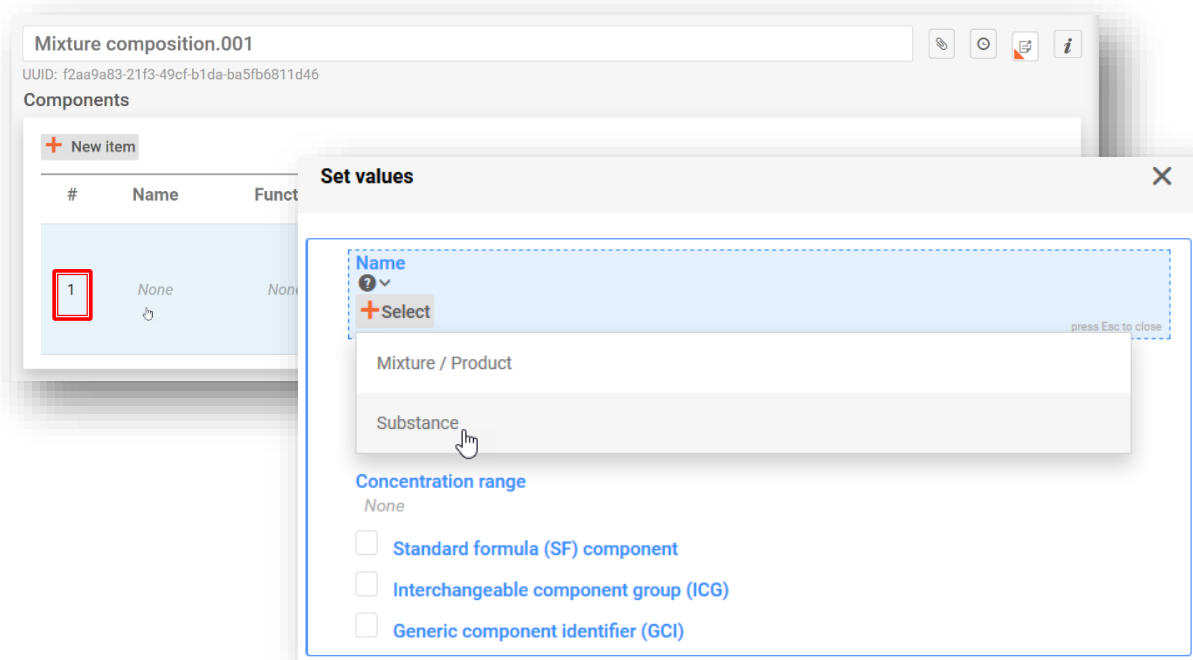 Mixture composition.001
UUID: f2aa9a83-21f3-49cf-b1da-ba5fb6811d46
Components
+ New item
# Name Funct
1 None Non
Set values
Name
+Select
press Esc to close
Mixture / Product
Substance
Concentration range
None
Standard formula (SF) component
Interchangeable component group (ICG)
Generic component identifier (GCI)